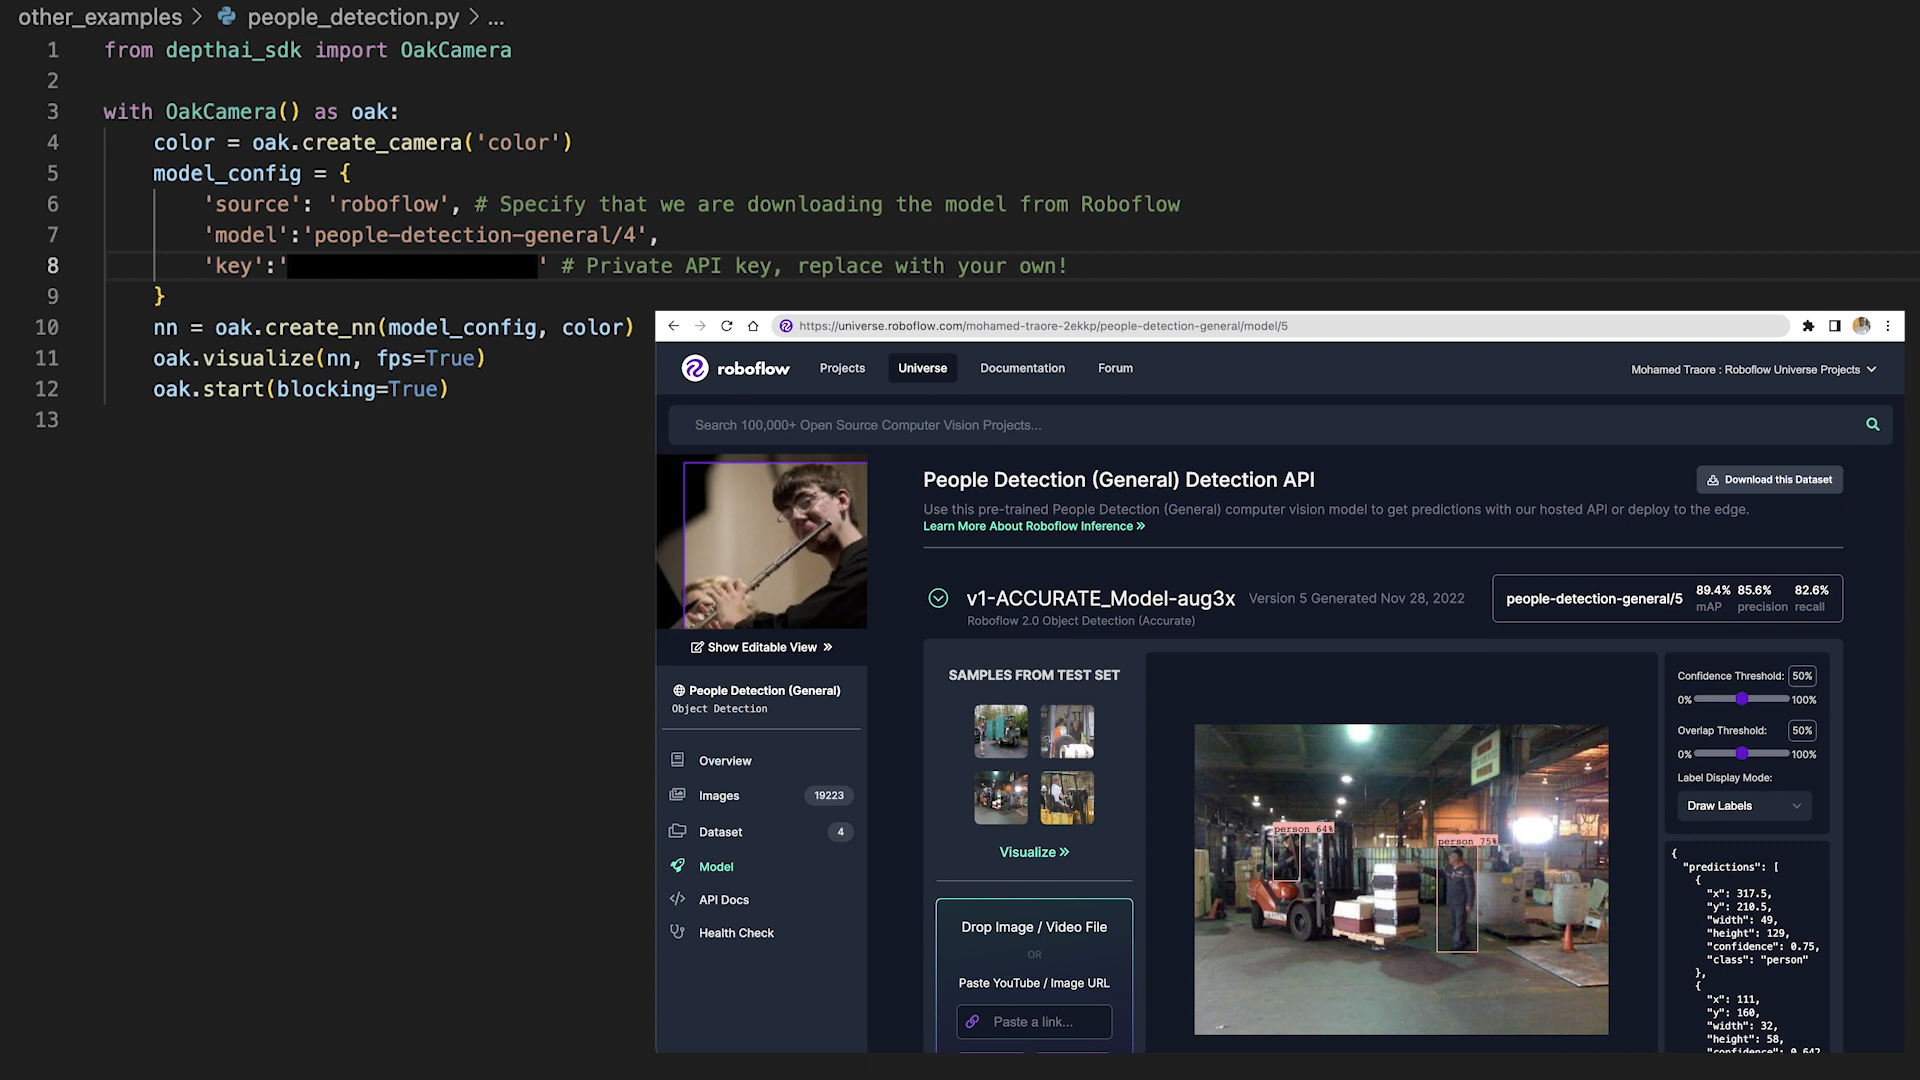 other_examples > people_detection.py > ...
1 from depthai_sdk import OakCamera
2
3 with OakCamera() as oak:
4 color = oak.create_camera('color')
5 model_config = {
6 'source': 'roboflow', # Specify that we are downloading the model from Roboflow
7 'model':'people-detection-general/4',
8 'key':' ' # Private API key, replace with your own!
9 }
10 nn = oak.create_nn(model_config, color)
11 oak.visualize(nn, fps=True)
12 oak.start(blocking=True)
13
https://universe.roboflow.com/mohamed-traore-2ekkp/people-detection-general/model/5
roboflow Projects Universe Documentation Forum Mohamed Traore : Roboflow Universe Projects
Search 100,000+ Open Source Computer Vision Projects...
Show Editable View »
People Detection (General)
Object Detection
Overview
Images 19223
Dataset 4
Model
API Docs
Health Check
People Detection (General) Detection API
Download this Dataset
Use this pre-trained People Detection (General) computer vision model to get predictions with our hosted API or deploy to the edge.
Learn More About Roboflow Inference »
v1-ACCURATE_Model-aug3x Version 5 Generated Nov 28, 2022
Roboflow 2.0 Object Detection (Accurate)
people-detection-general/5 89.4% mAP 85.6% precision 82.6% recall
SAMPLES FROM TEST SET
Visualize »
Drop Image / Video File
OR
Paste YouTube / Image URL
Paste a link...
person 64%
person 75%
Confidence Threshold: 50%
0% 100%
Overlap Threshold: 50%
0% 100%
Label Display Mode:
Draw Labels
{
"predictions": [
{
"x": 317.5,
"y": 210.5,
"width": 49,
"height": 129,
"confidence": 0.75,
"class": "person"
},
{
"x": 111,
"y": 160,
"width": 32,
"height": 58,
"confidence": 0.642